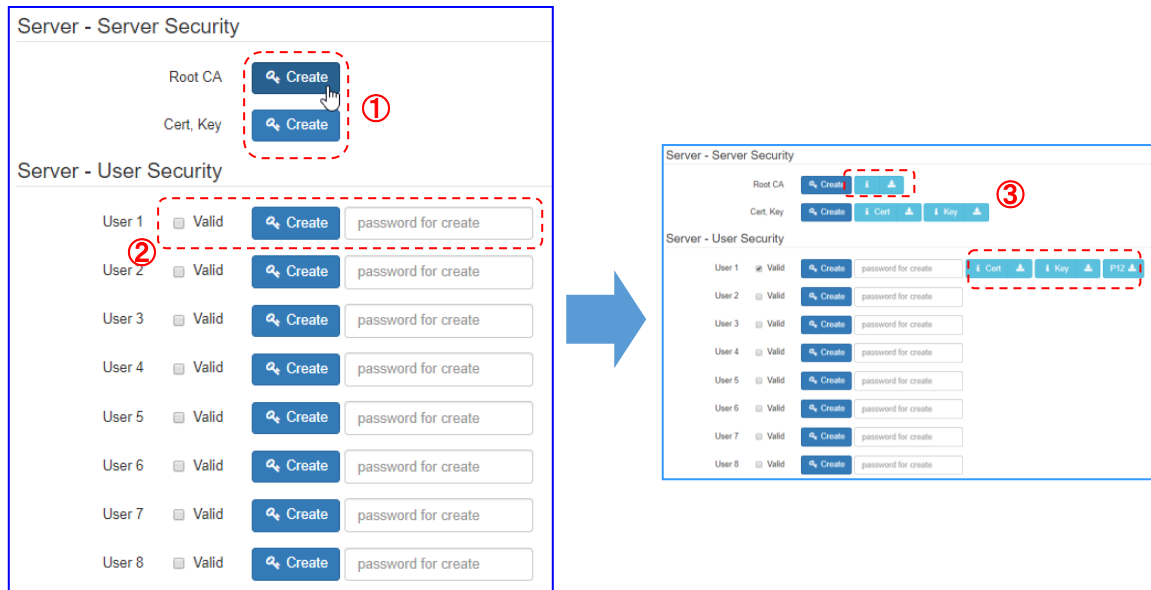 Server - Server Security
Root CA Create
①
Cert, Key Create
Server - User Security
User 1 Valid Create password for create
②
User 2 Valid Create password for create
User 3 Valid Create password for create
User 4 Valid Create password for create
User 5 Valid Create password for create
User 6 Valid Create password for create
User 7 Valid Create password for create
User 8 Valid Create password for create
Server - Server Security
Root CA Create i
③
Cert, Key Create i Cert i Key
Server - User Security
User 1 Valid Create password for create i Cert i Key P12
User 2 Valid Create password for create
User 3 Valid Create password for create
User 4 Valid Create password for create
User 5 Valid Create password for create
User 6 Valid Create password for create
User 7 Valid Create password for create
User 8 Valid Create password for create